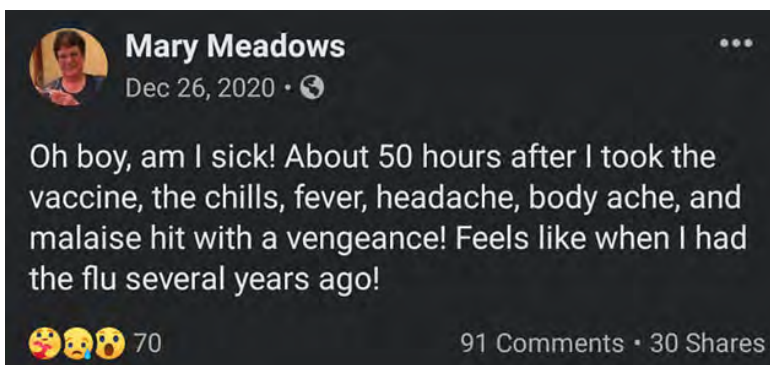 Mary Meadows
Dec 26, 2020 •
Oh boy, am I sick! About 50 hours after I took the
vaccine, the chills, fever, headache, body ache, and
malaise hit with a vengeance! Feels like when I had
the flu several years ago!
70 91 Comments • 30 Shares